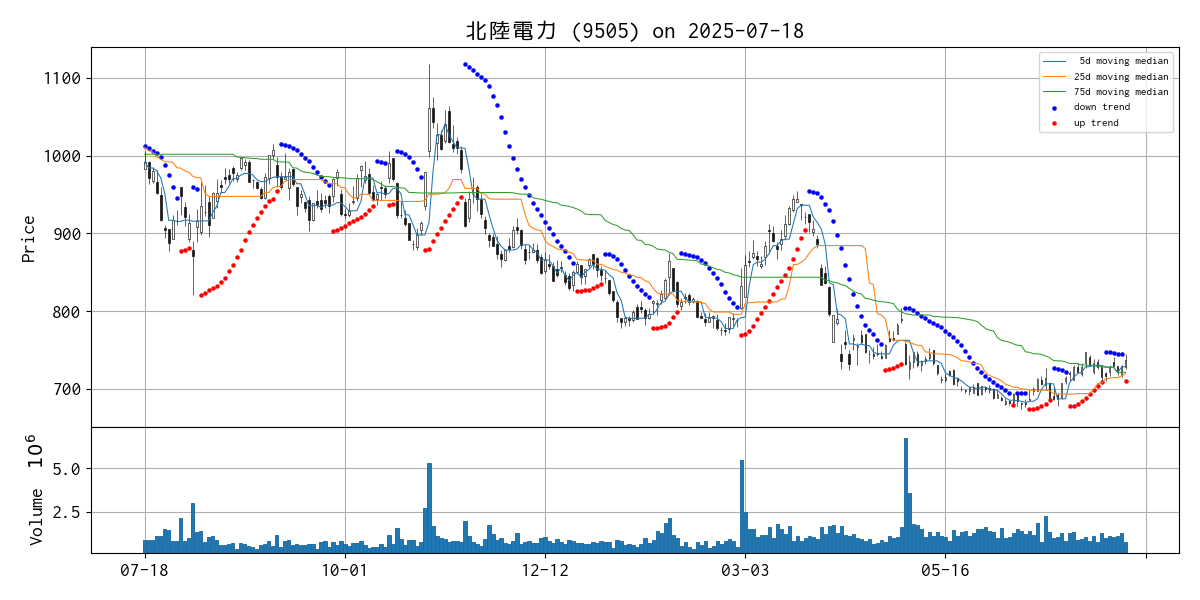 北陸電力 (9505) on 2025-07-18
5d moving median
25d moving median
75d moving median
down trend
up trend
Price
1100
1000
900
800
700
Volume 10^6
5.0
2.5
07-18
10-01
12-12
03-03
05-16